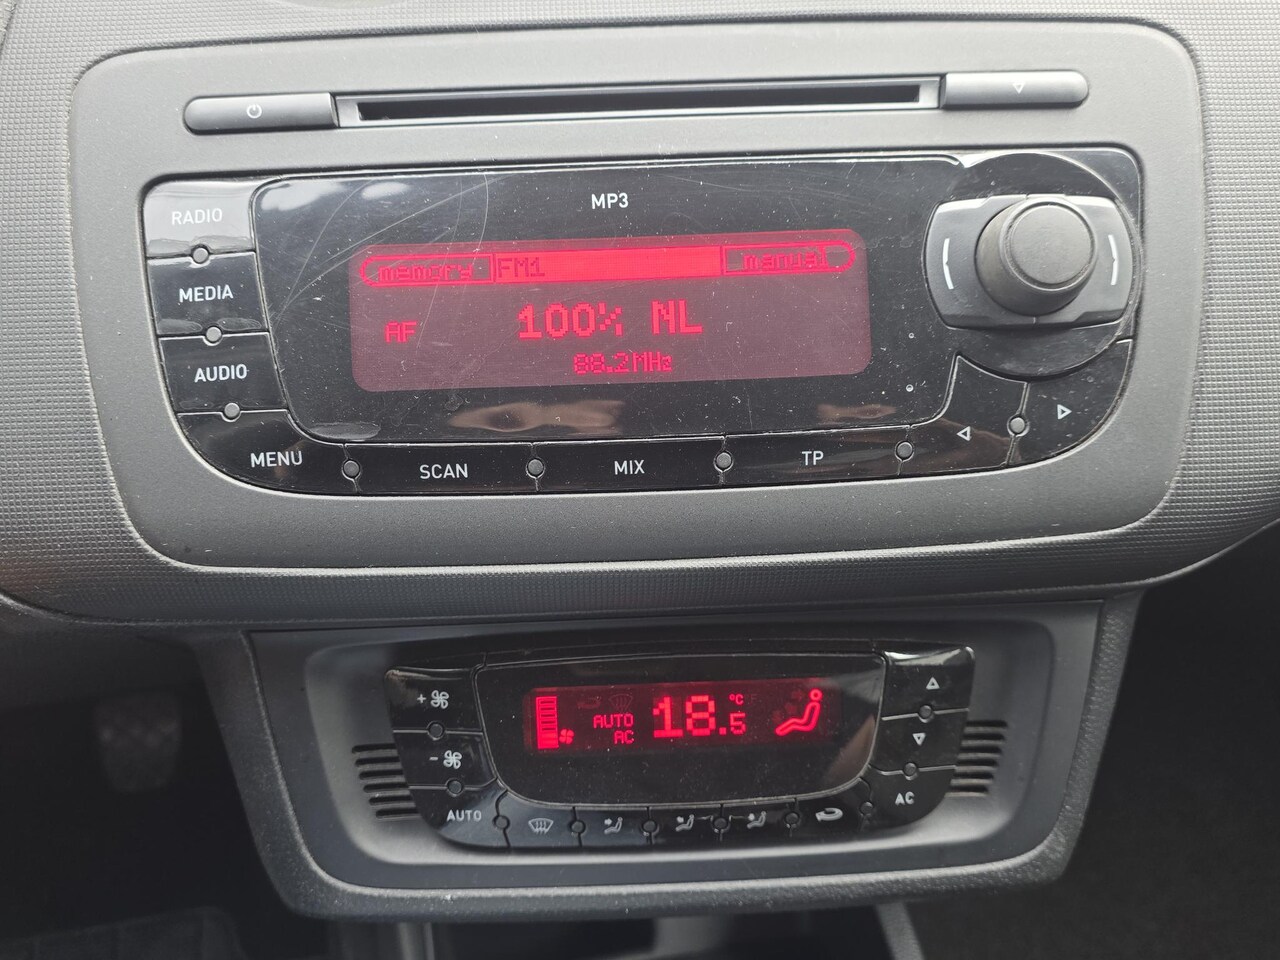 MP3
RADIO
MEDIA
AUDIO
MENU
SCAN
MIX
TP
memory FM1 manual
AF 100% NL
88.2MHz
AUTO 18.5 °C
AC
+
-
AUTO
AC